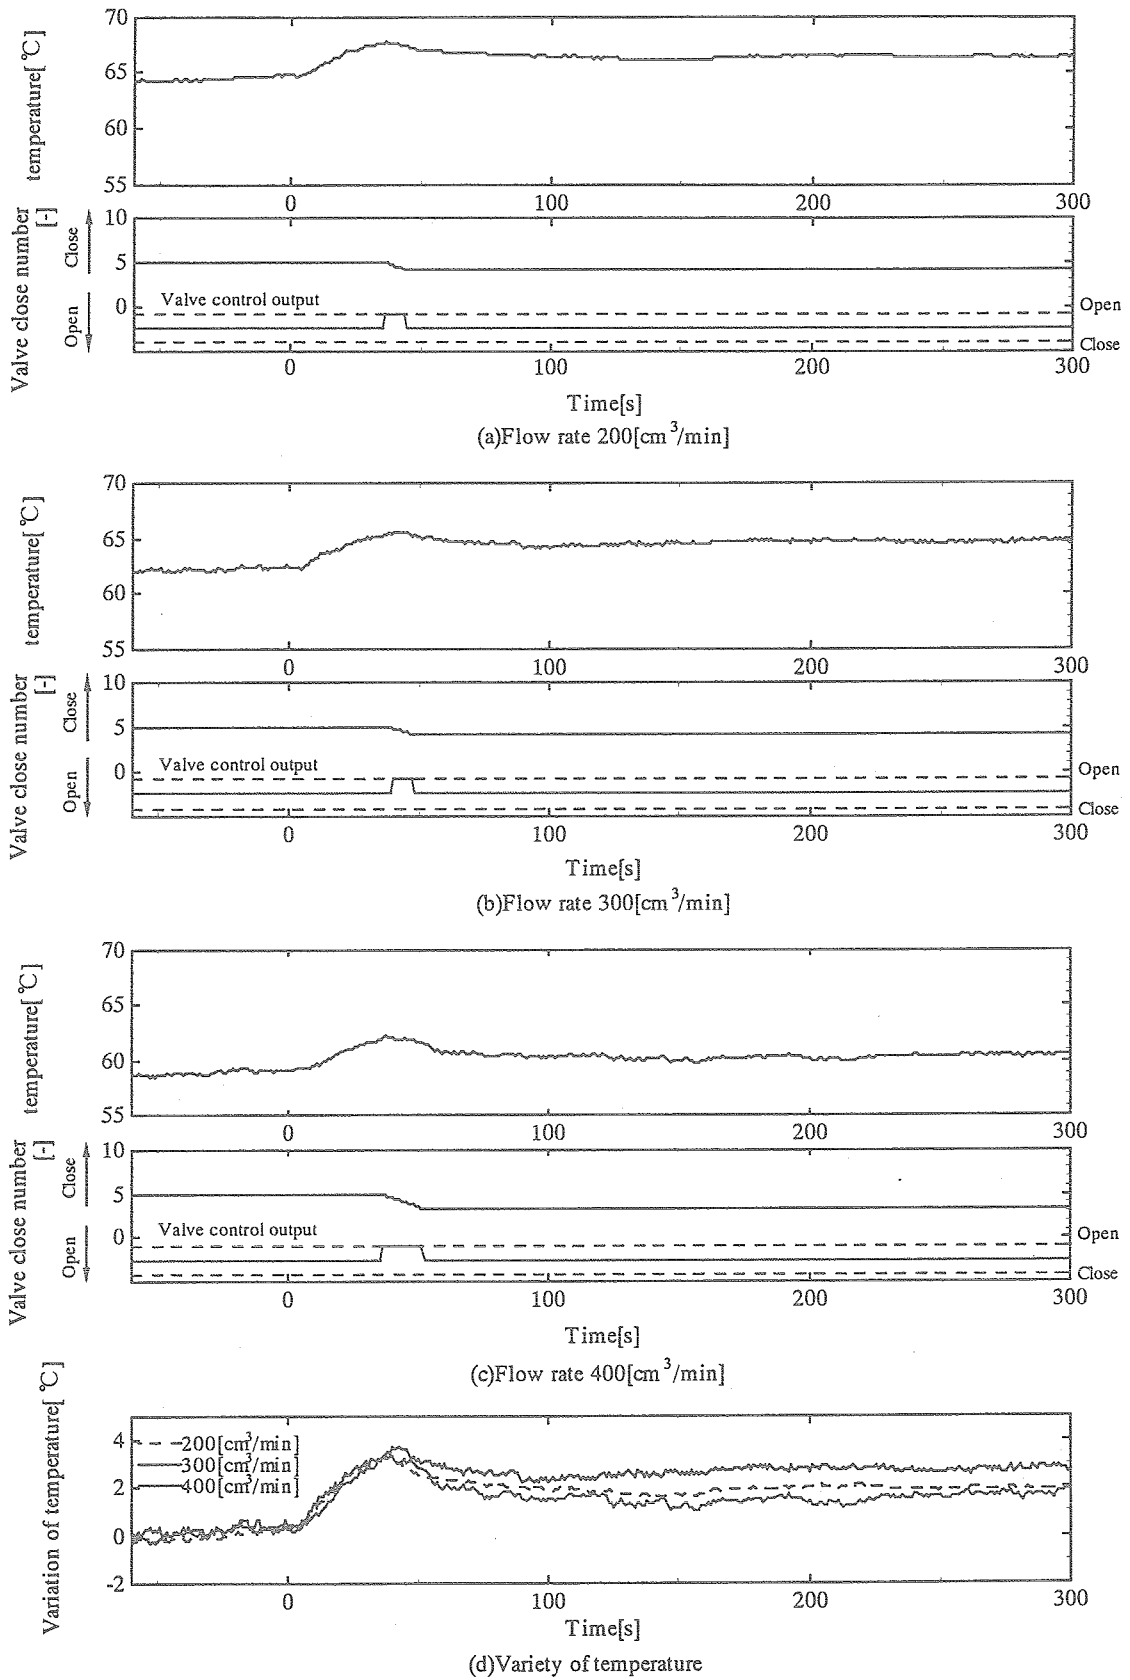 temperature[℃]
70
65
60
55
0
100
200
300
Valve close number
[-]
Close
Open
10
5
0
Valve control output
Open
Close
0
100
200
300
Time[s]
(a)Flow rate 200[cm³/min]
temperature[℃]
70
65
60
55
0
100
200
300
Valve close number
[-]
Close
Open
10
5
0
Valve control output
Open
Close
0
100
200
300
Time[s]
(b)Flow rate 300[cm³/min]
temperature[℃]
70
65
60
55
0
100
200
300
Valve close number
[-]
Close
Open
10
5
0
Valve control output
Open
Close
0
100
200
300
Time[s]
(c)Flow rate 400[cm³/min]
Variation of temperature[℃]
4
2
0
-2
200[cm³/min]
300[cm³/min]
400[cm³/min]
0
100
200
300
Time[s]
(d)Variety of temperature